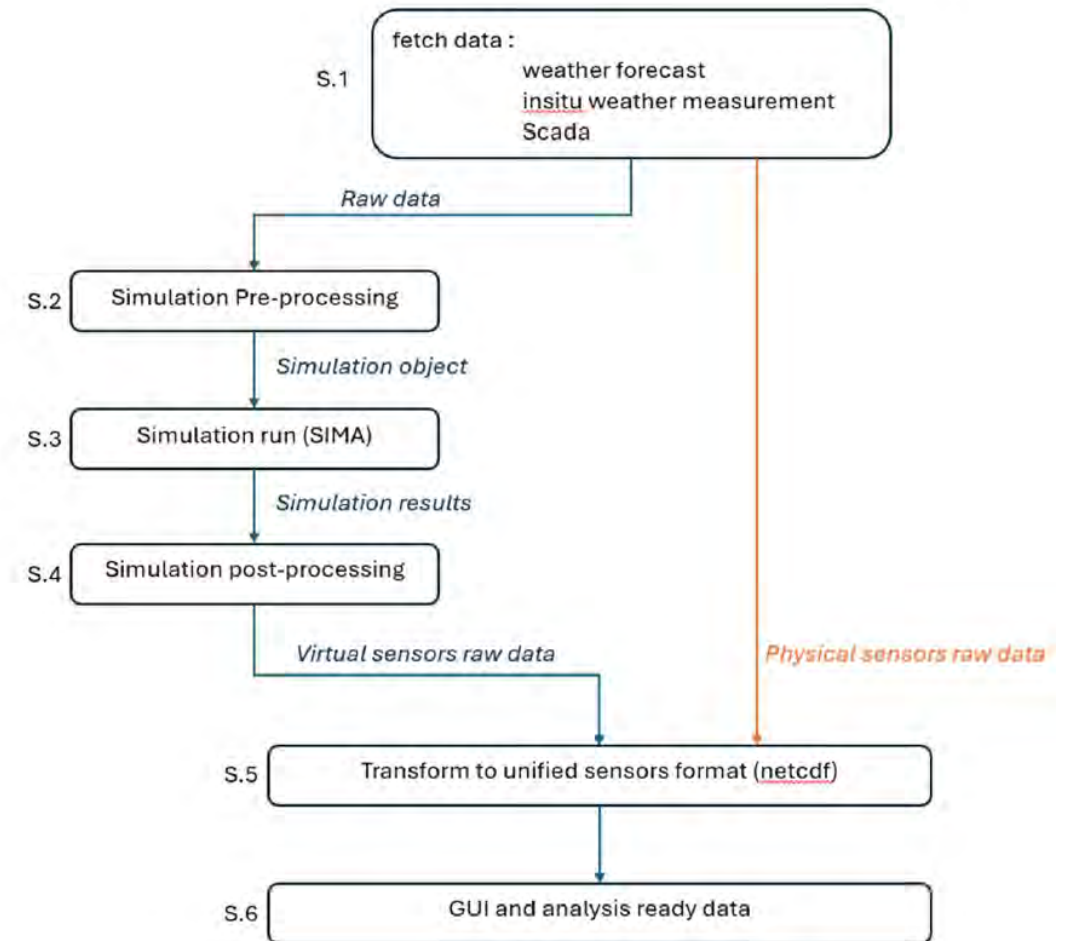 fetch data :
weather forecast
S.1
insitu weather measurement
Scada
Raw data
S.2
Simulation Pre-processing
Simulation object
S.3
Simulation run (SIMA)
Simulation results
S.4
Simulation post-processing
Virtual sensors raw data
Physical sensors raw data
S.5
Transform to unified sensors format (netcdf)
S.6
GUI and analysis ready data